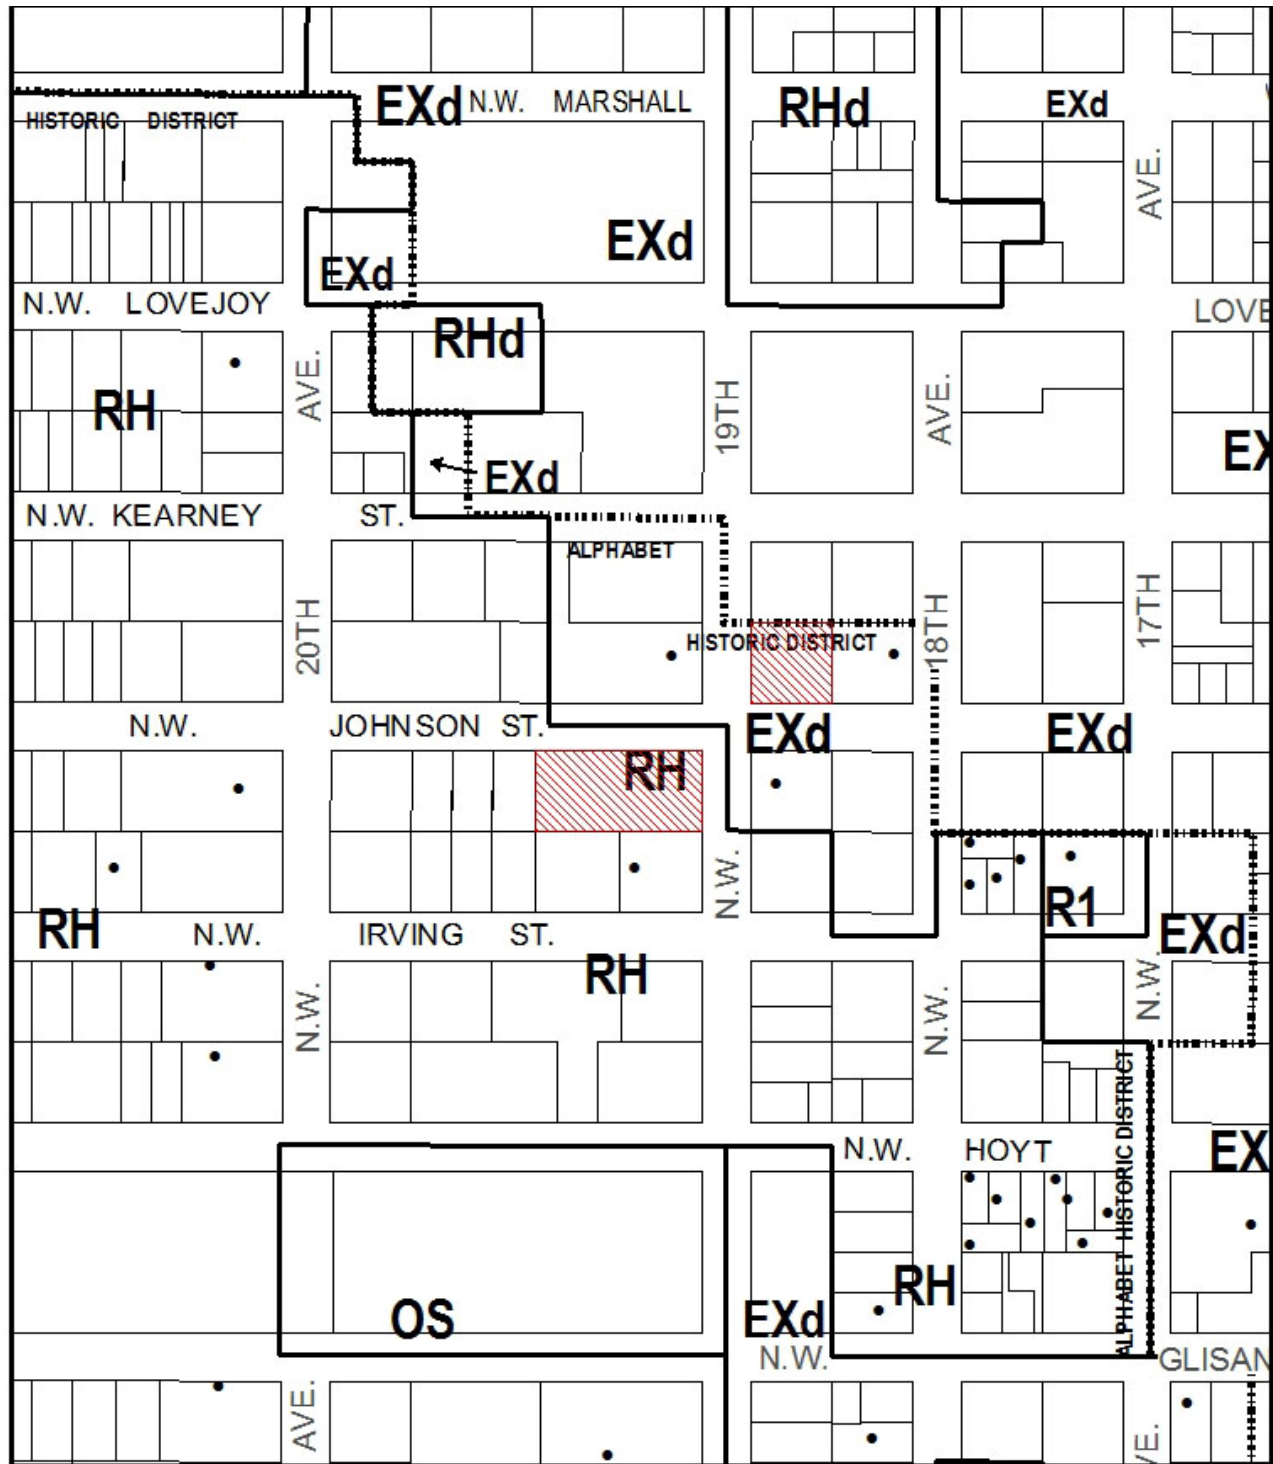 EXd
N.W. MARSHALL
RHd
EXd
HISTORIC DISTRICT
AVE.
EXd
EXd
N.W. LOVEJOY
RHd
AVE.
RH
19TH
AVE.
EXd
N.W. KEARNEY ST.
ALPHABET
20TH
18TH
17TH
HISTORIC DISTRICT
N.W. JOHNSON ST.
EXd
EXd
RH
N.W.
R1
RH
N.W. IRVING ST.
EXd
RH
N.W.
N.W.
N.W.
ALPHABET HISTORIC DISTRICT
N.W. HOYT
EX
RH
OS
EXd
N.W. GLISAN
AVE.